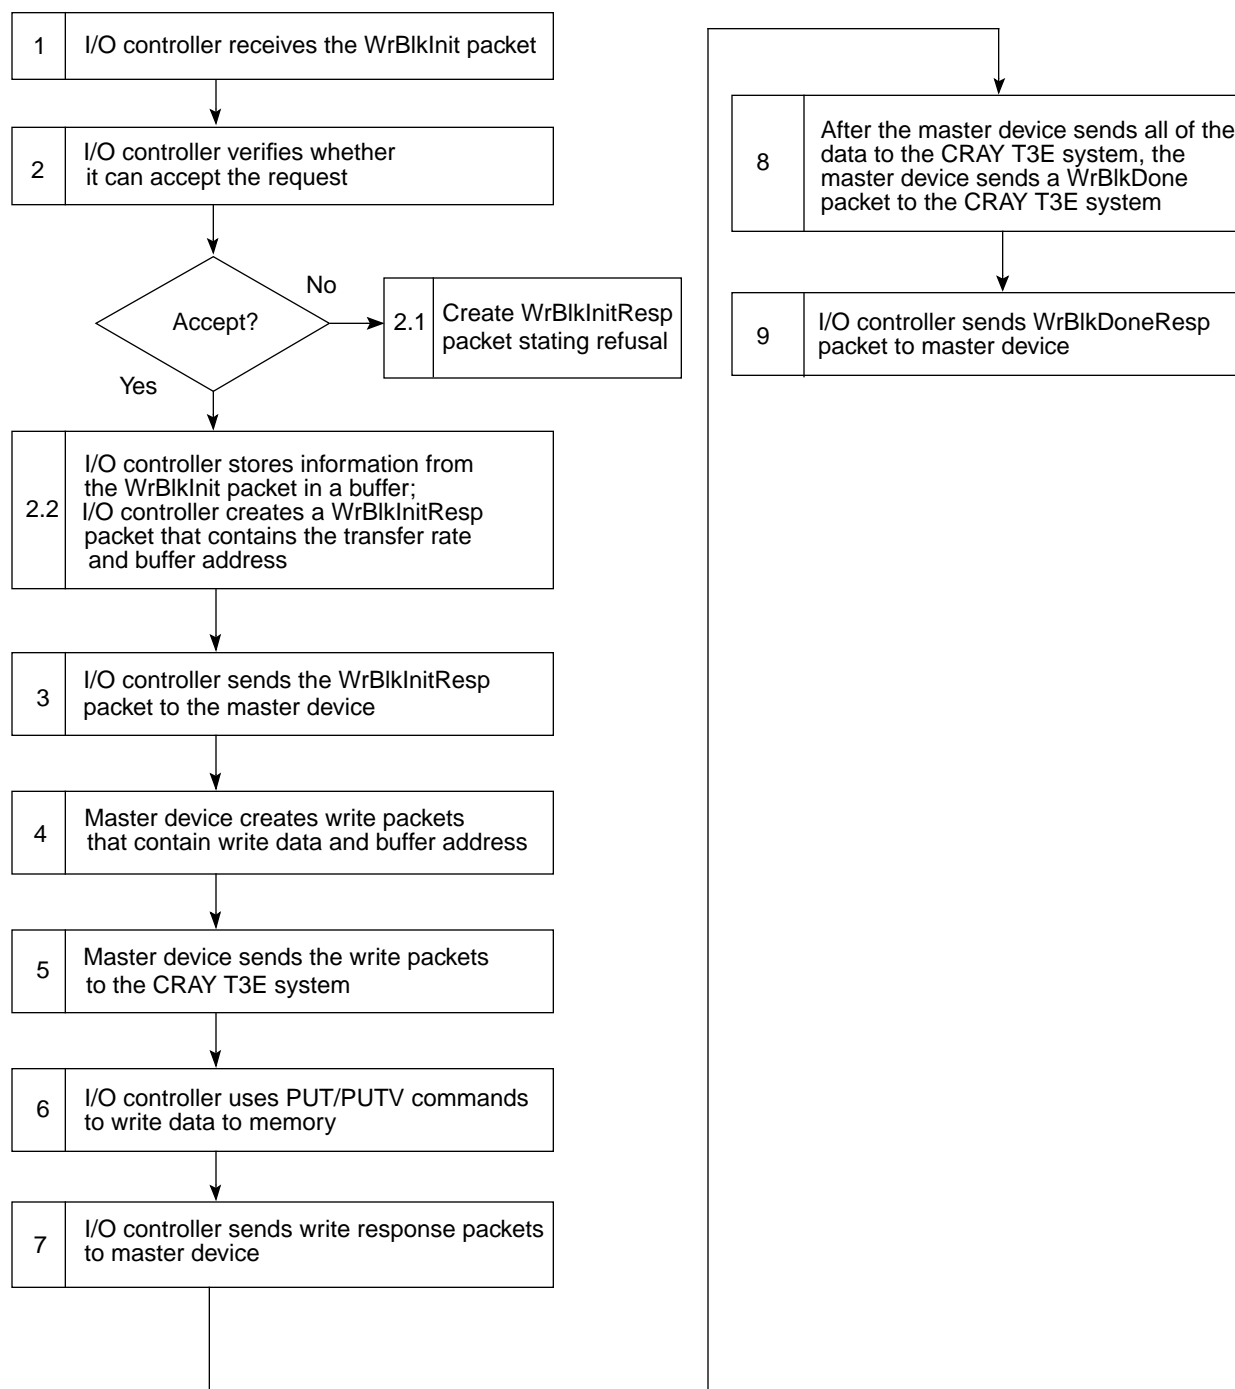 1
I/O controller receives the WrBlkInit packet
2
I/O controller verifies whether
it can accept the request
Accept?
No
Yes
2.1
Create WrBlkInitResp
packet stating refusal
2.2
I/O controller stores information from
the WrBlkInit packet in a buffer;
I/O controller creates a WrBlkInitResp
packet that contains the transfer rate
and buffer address
3
I/O controller sends the WrBlkInitResp
packet to the master device
4
Master device creates write packets
that contain write data and buffer address
5
Master device sends the write packets
to the CRAY T3E system
6
I/O controller uses PUT/PUTV commands
to write data to memory
7
I/O controller sends write response packets
to master device
8
After the master device sends all of the
data to the CRAY T3E system, the
master device sends a WrBlkDone
packet to the CRAY T3E system
9
I/O controller sends WrBlkDoneResp
packet to master device